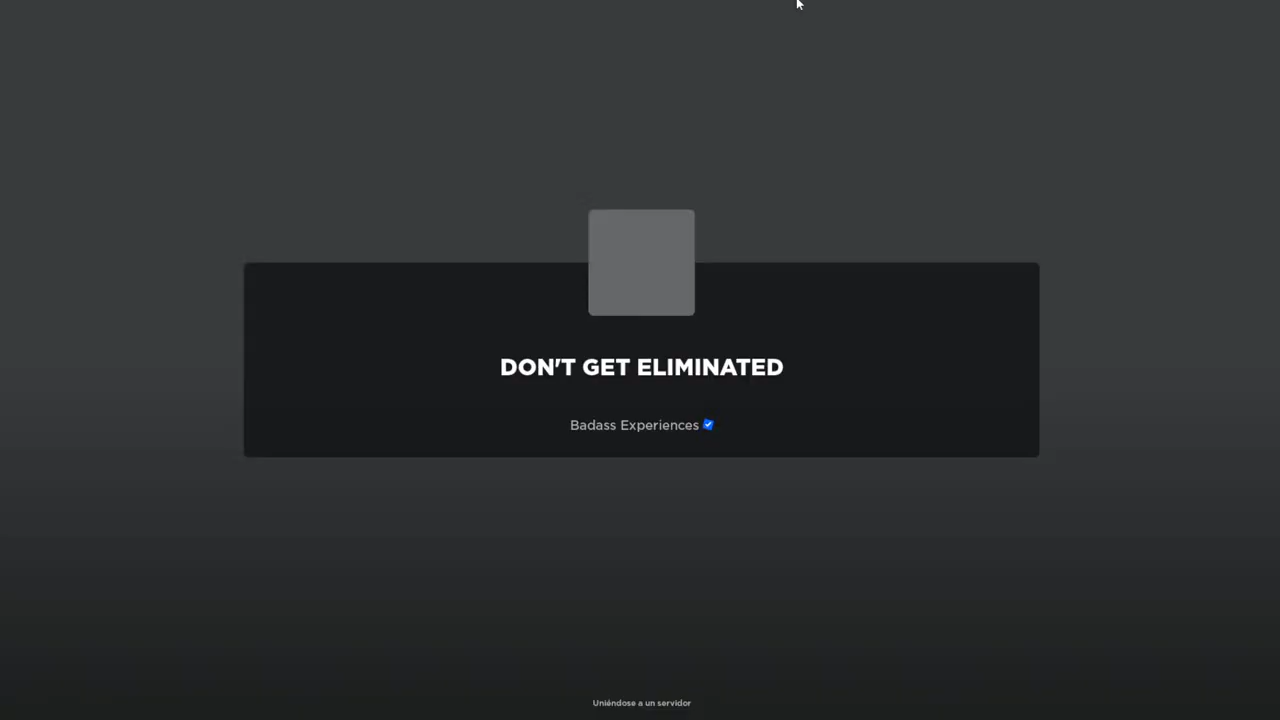 DON'T GET ELIMINATED
Badass Experiences
Uniéndose a un servidor